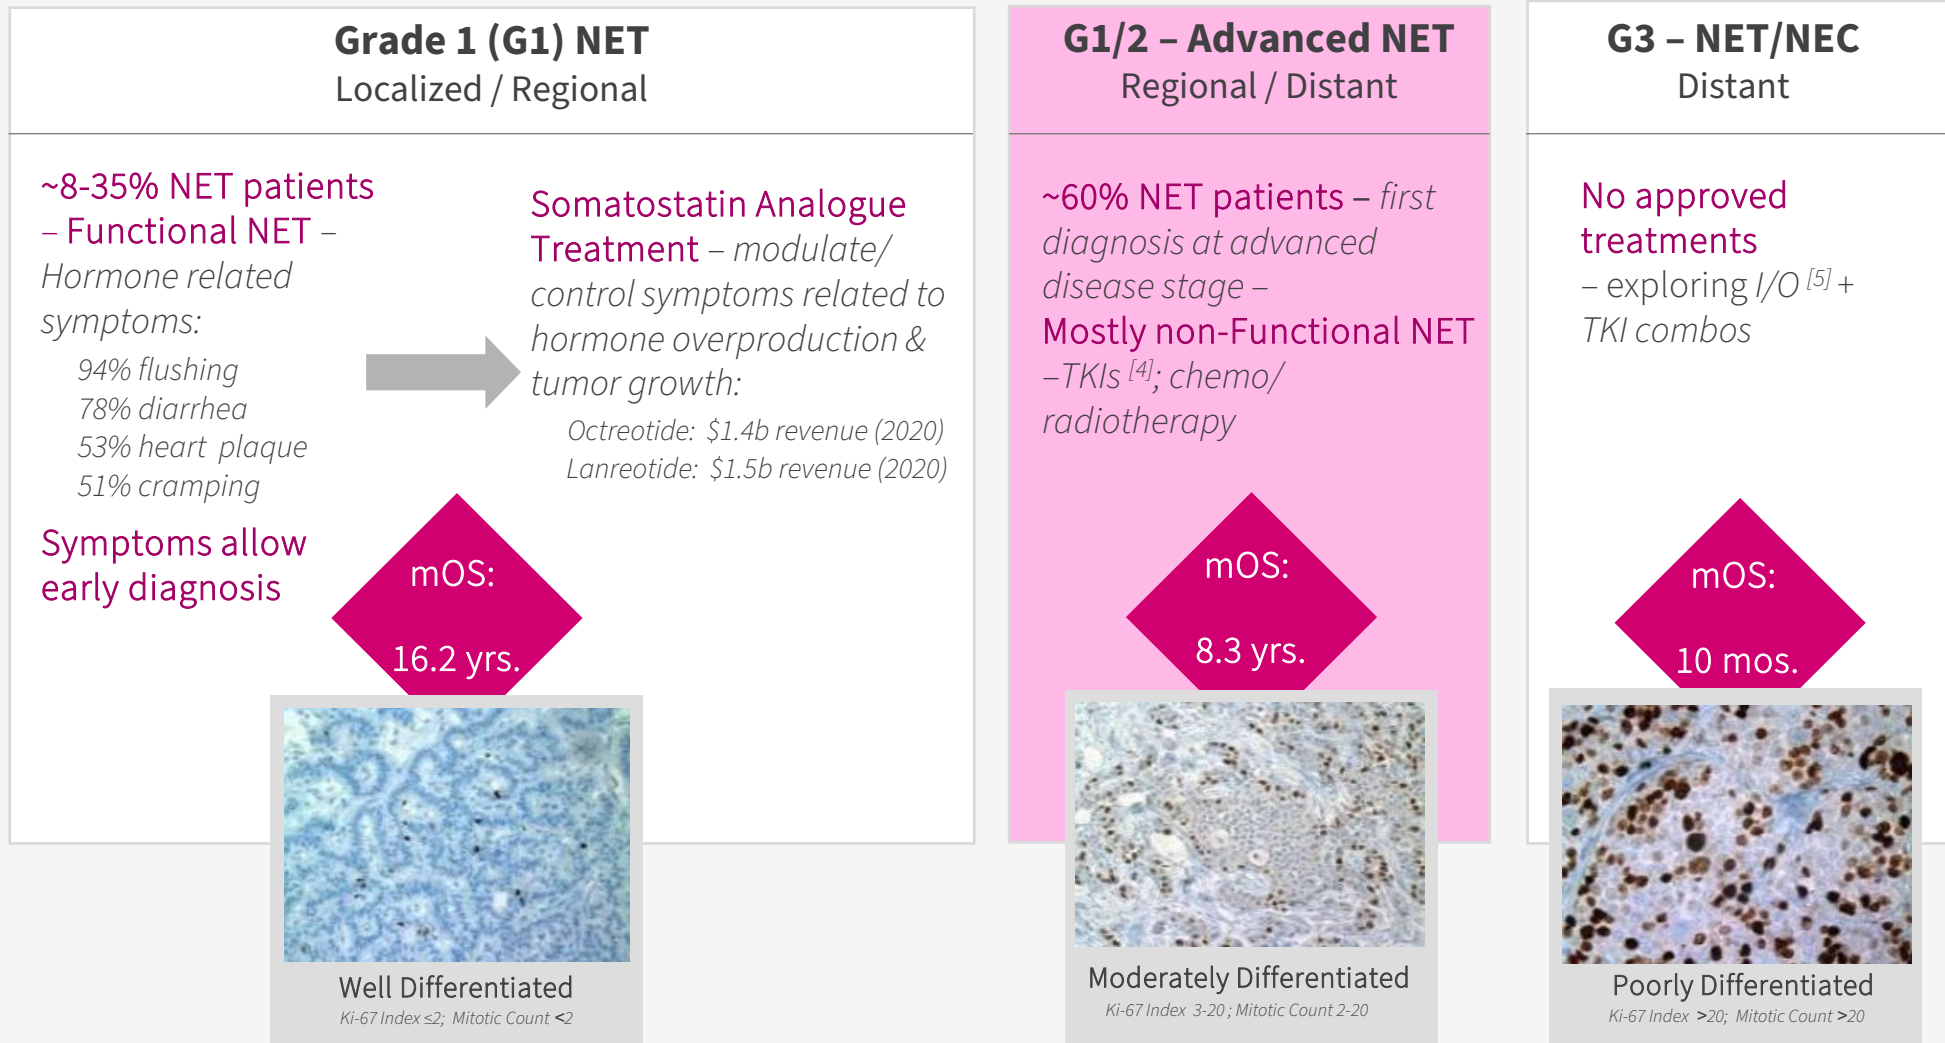 Grade 1 (G1) NET
Localized / Regional
~8-35% NET patients
– Functional NET –
Hormone related
symptoms:
94% flushing
78% diarrhea
53% heart plaque
51% cramping
Symptoms allow
early diagnosis
Somatostatin Analogue
Treatment – modulate/
control symptoms related to
hormone overproduction &
tumor growth:
Octreotide: $1.4b revenue (2020)
Lanreotide: $1.5b revenue (2020)
mOS:
16.2 yrs.
Well Differentiated
Ki-67 Index ≤2; Mitotic Count <2
G1/2 – Advanced NET
Regional / Distant
~60% NET patients – first
diagnosis at advanced
disease stage –
Mostly non-Functional NET
–TKIs [4]; chemo/
radiotherapy
mOS:
8.3 yrs.
Moderately Differentiated
Ki-67 Index 3-20 ; Mitotic Count 2-20
G3 – NET/NEC
Distant
No approved
treatments
– exploring I/O [5] +
TKI combos
mOS:
10 mos.
Poorly Differentiated
Ki-67 Index >20; Mitotic Count >20